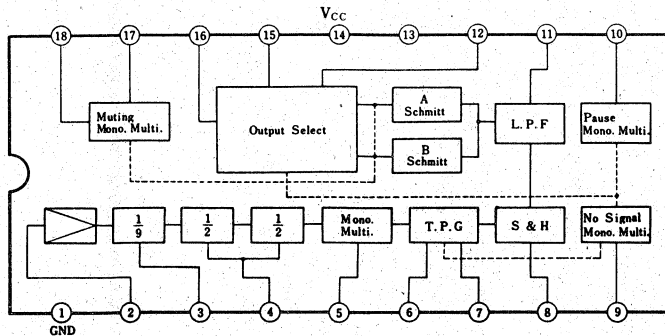 V_CC
18 17 16 15 14 13 12 11 10
Muting
Mono. Multi.
Output Select
A
Schmitt
B
Schmitt
L. P. F
Pause
Mono. Multi.
1/9
1/2
1/2
Mono.
Multi.
T. P. G
S & H
No Signal
Mono. Multi.
1 2 3 4 5 6 7 8 9
GND